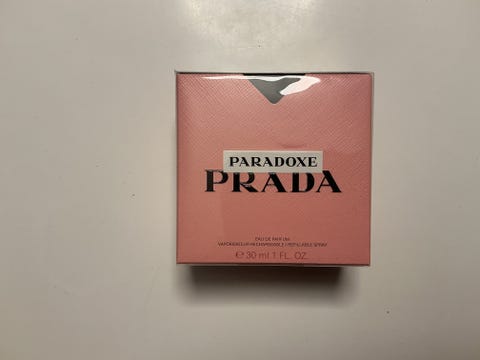 PARADOXE
PRADA
EAU DE PARFUM
VAPORISATEUR RECHARGEABLE / REFILLABLE SPRAY
℮ 30 ml 1 FL. OZ.